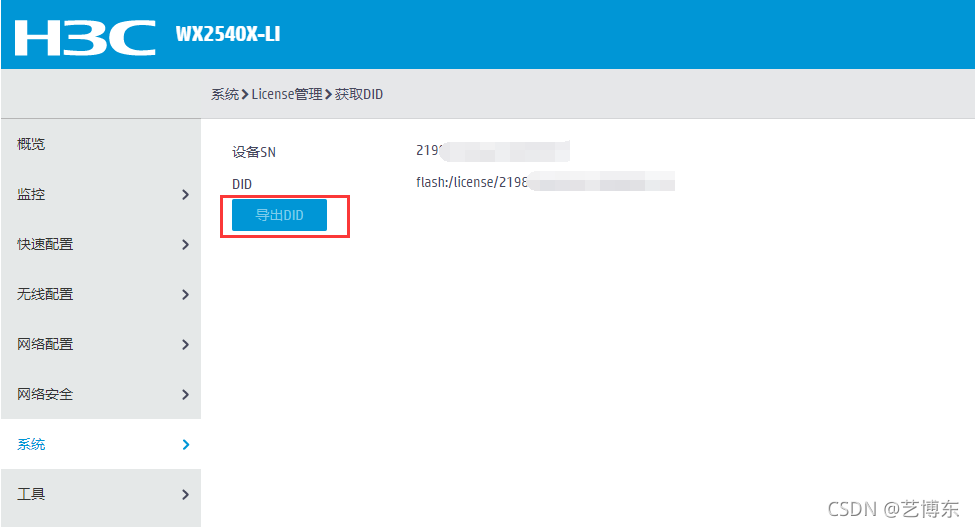 H3C WX2540X-LI
系统 > License管理 > 获取DID
概览
监控
快速配置
无线配置
网络配置
网络安全
系统
工具
设备SN 219
DID flash:/license/2198
导出DID
CSDN @艺博东